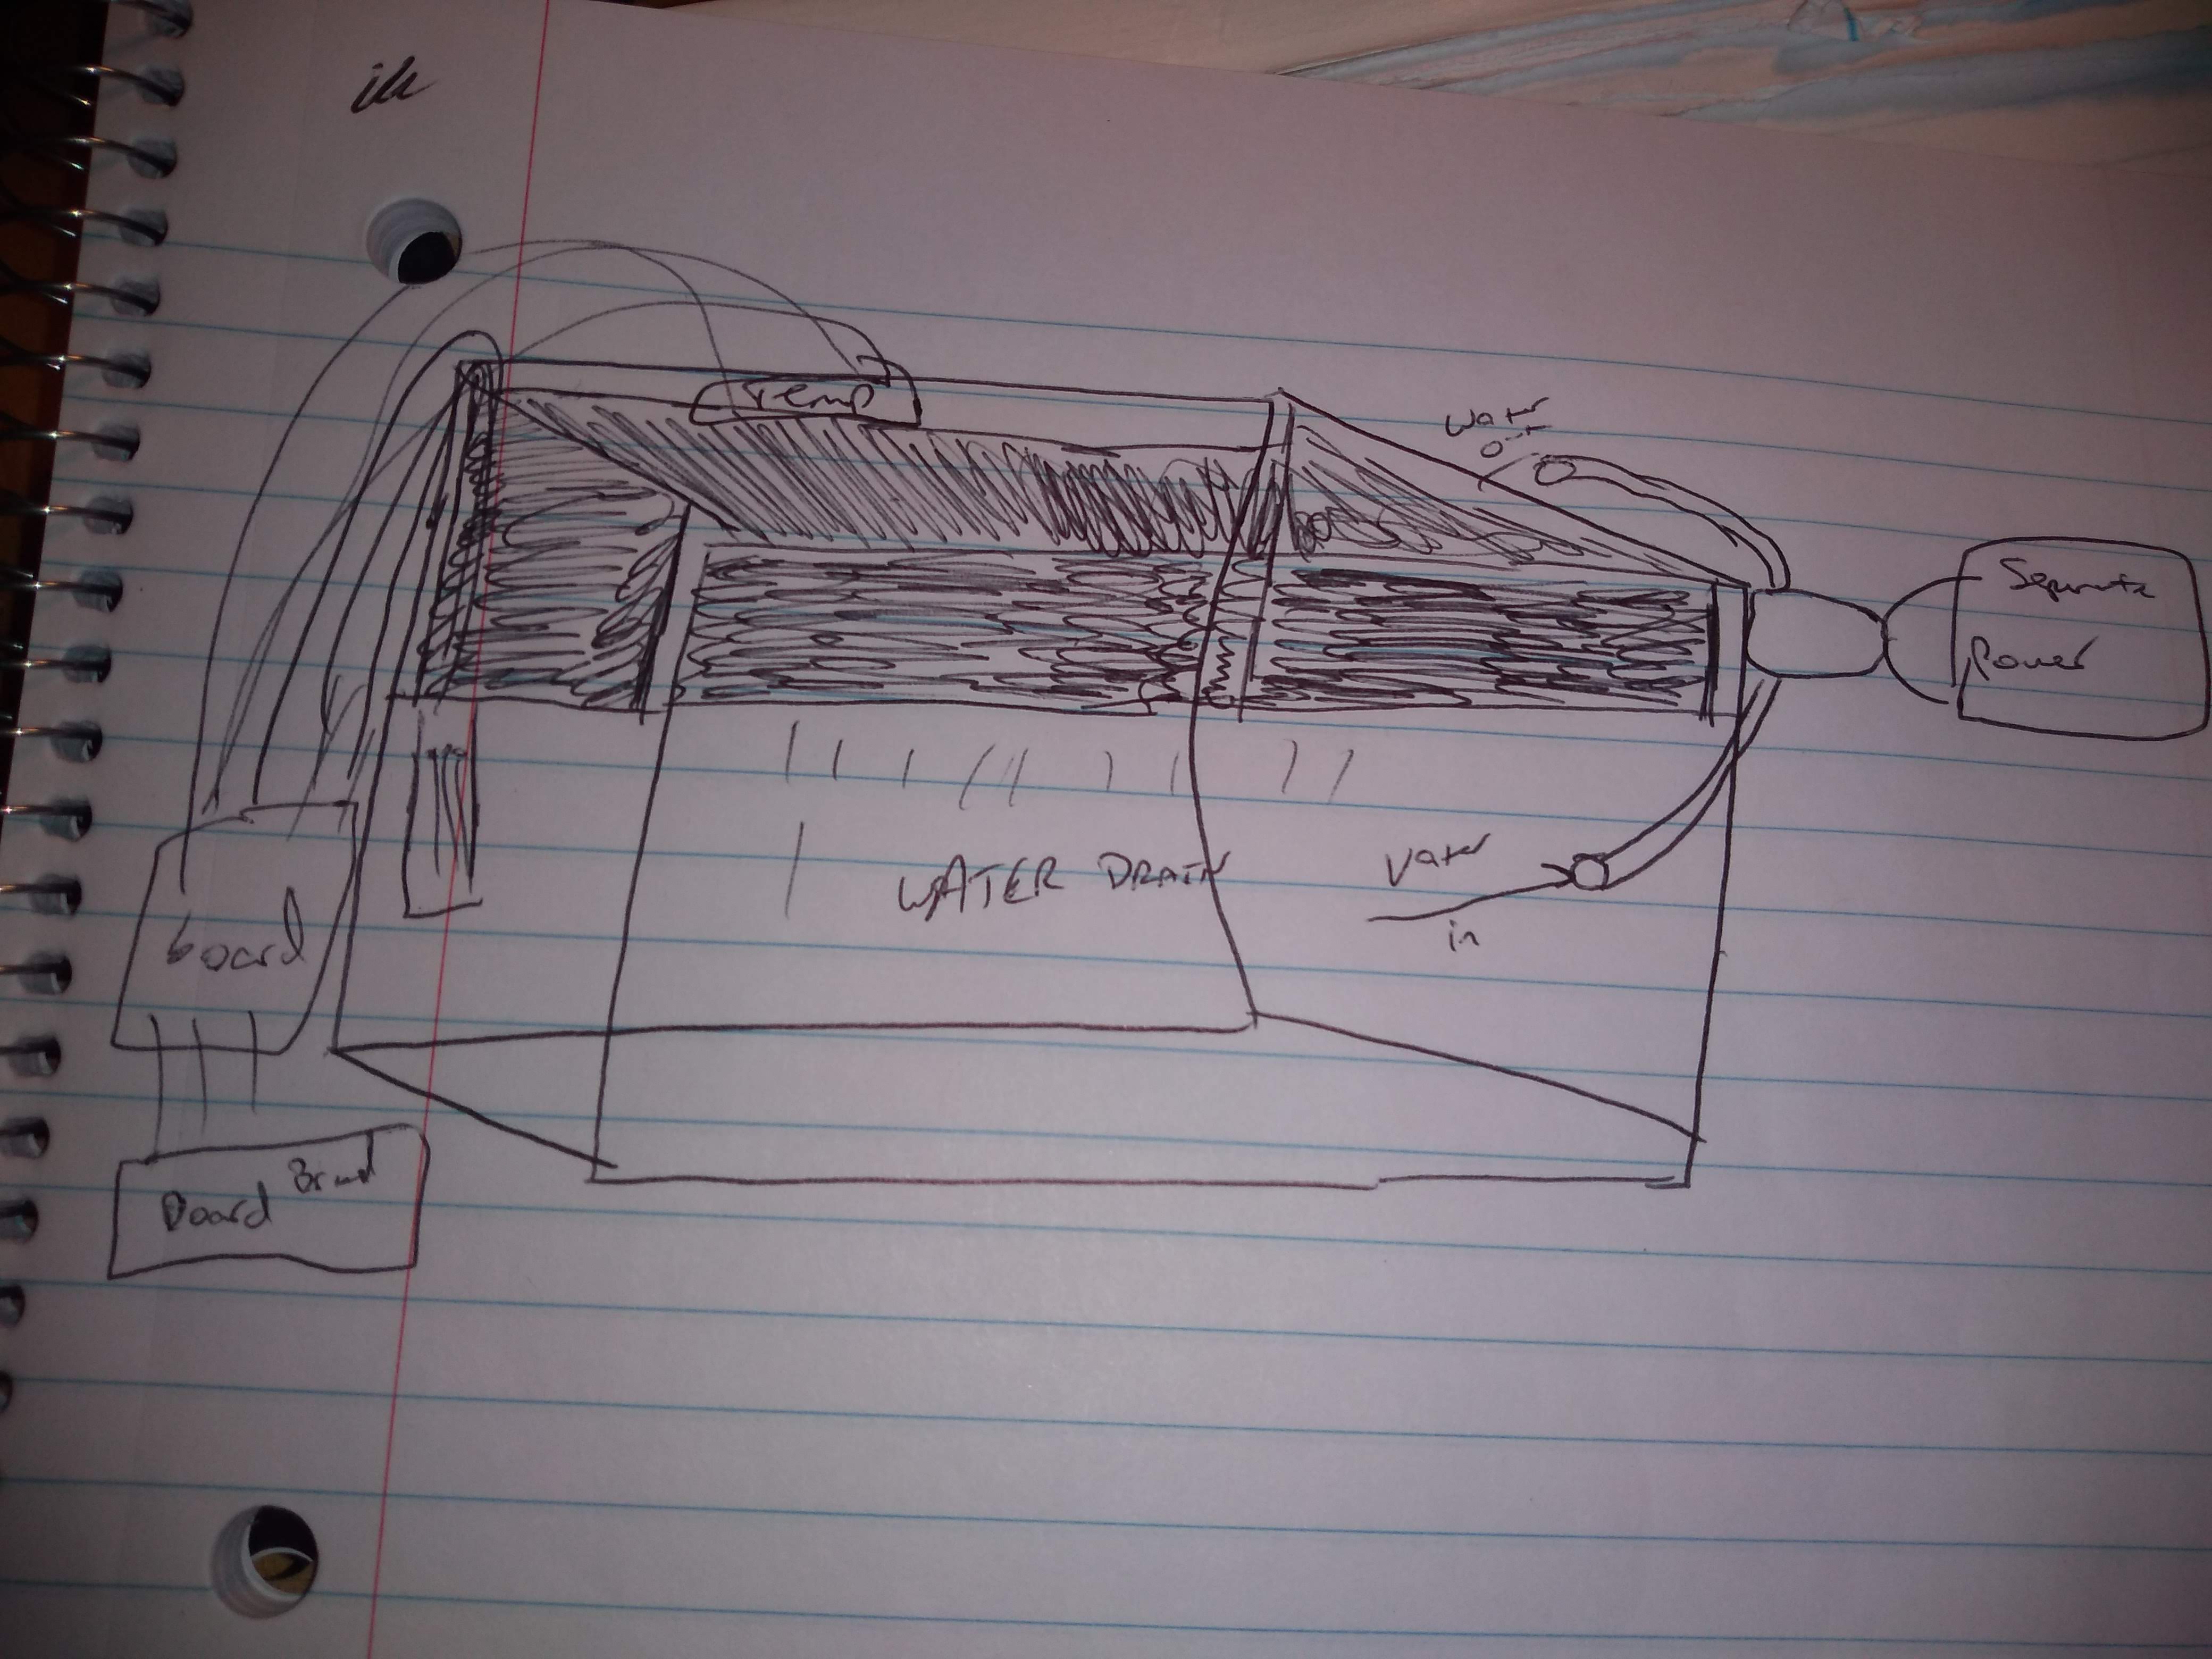 Temp
Water
out
Separate
Power
WATER DRAIN
Water
in
board
Board